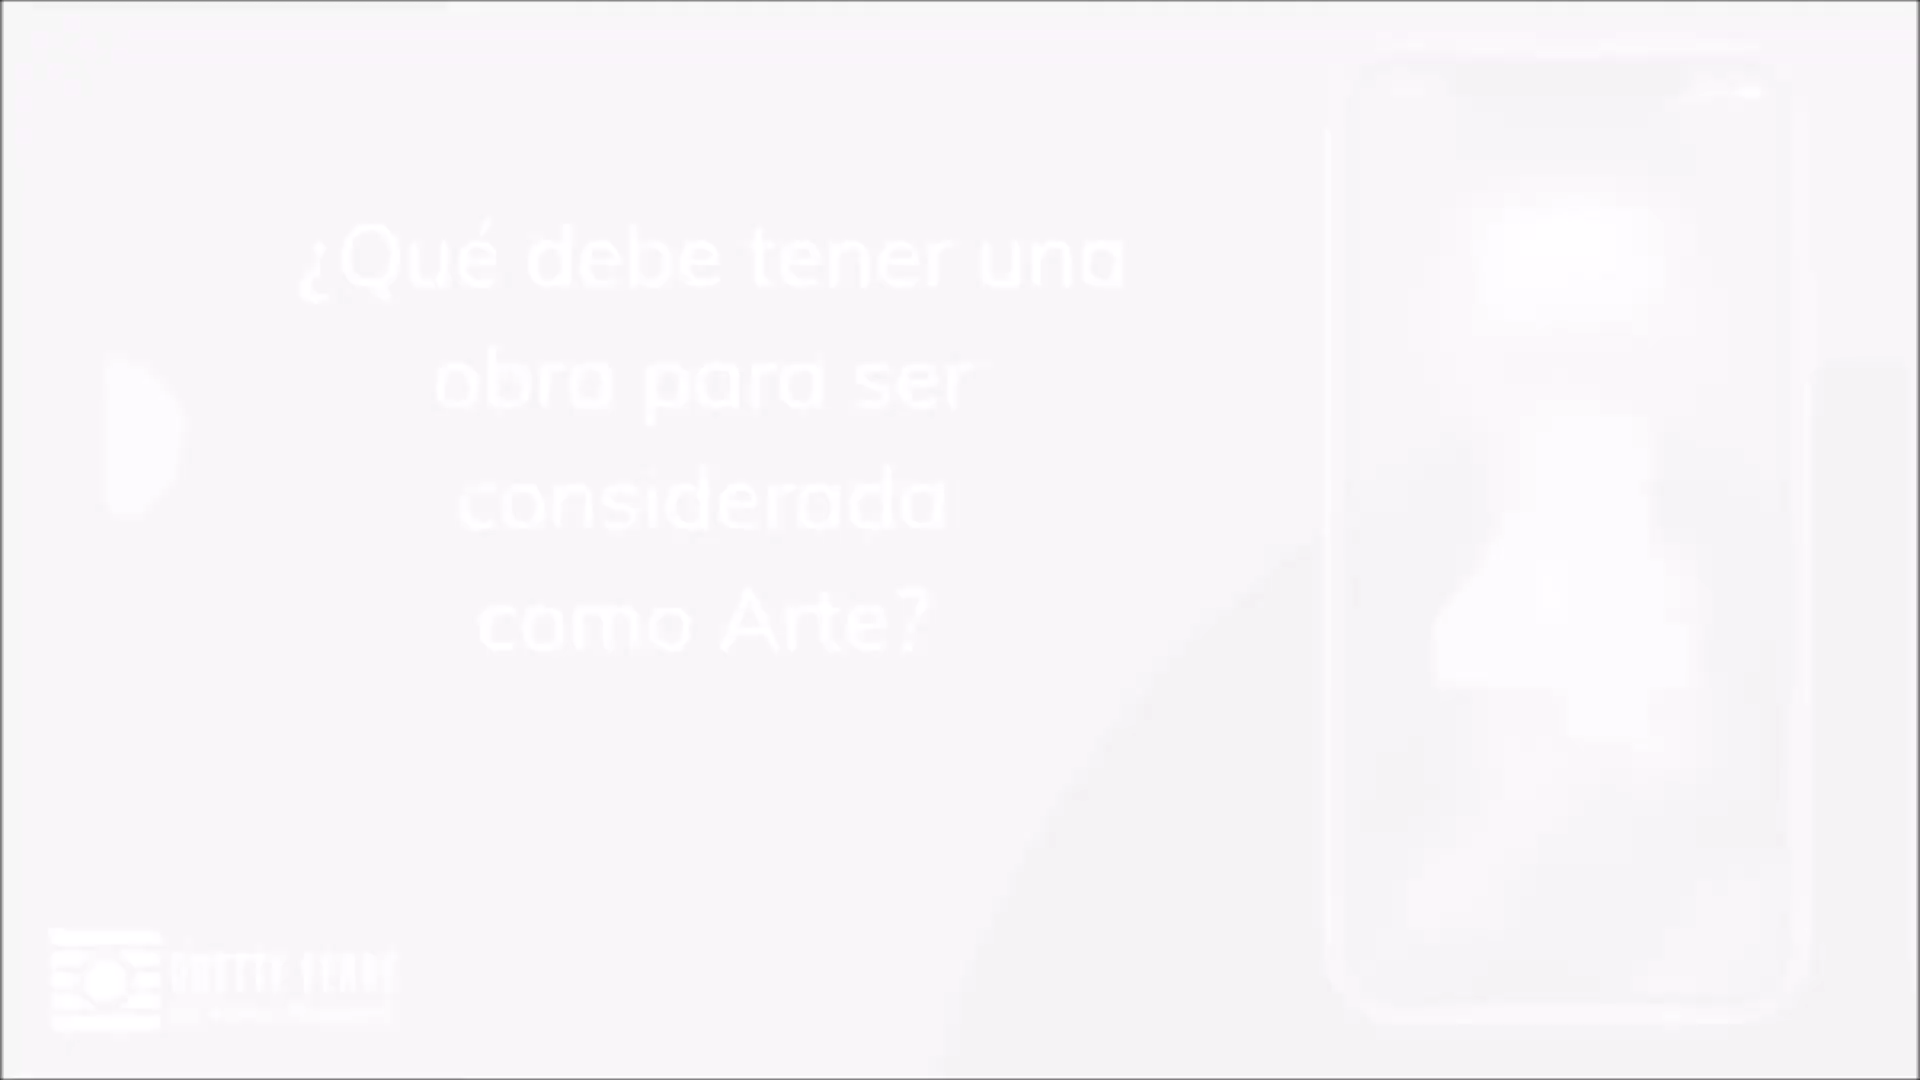 ¿Qué debe tener una
obra para ser
considerada
como Arte?